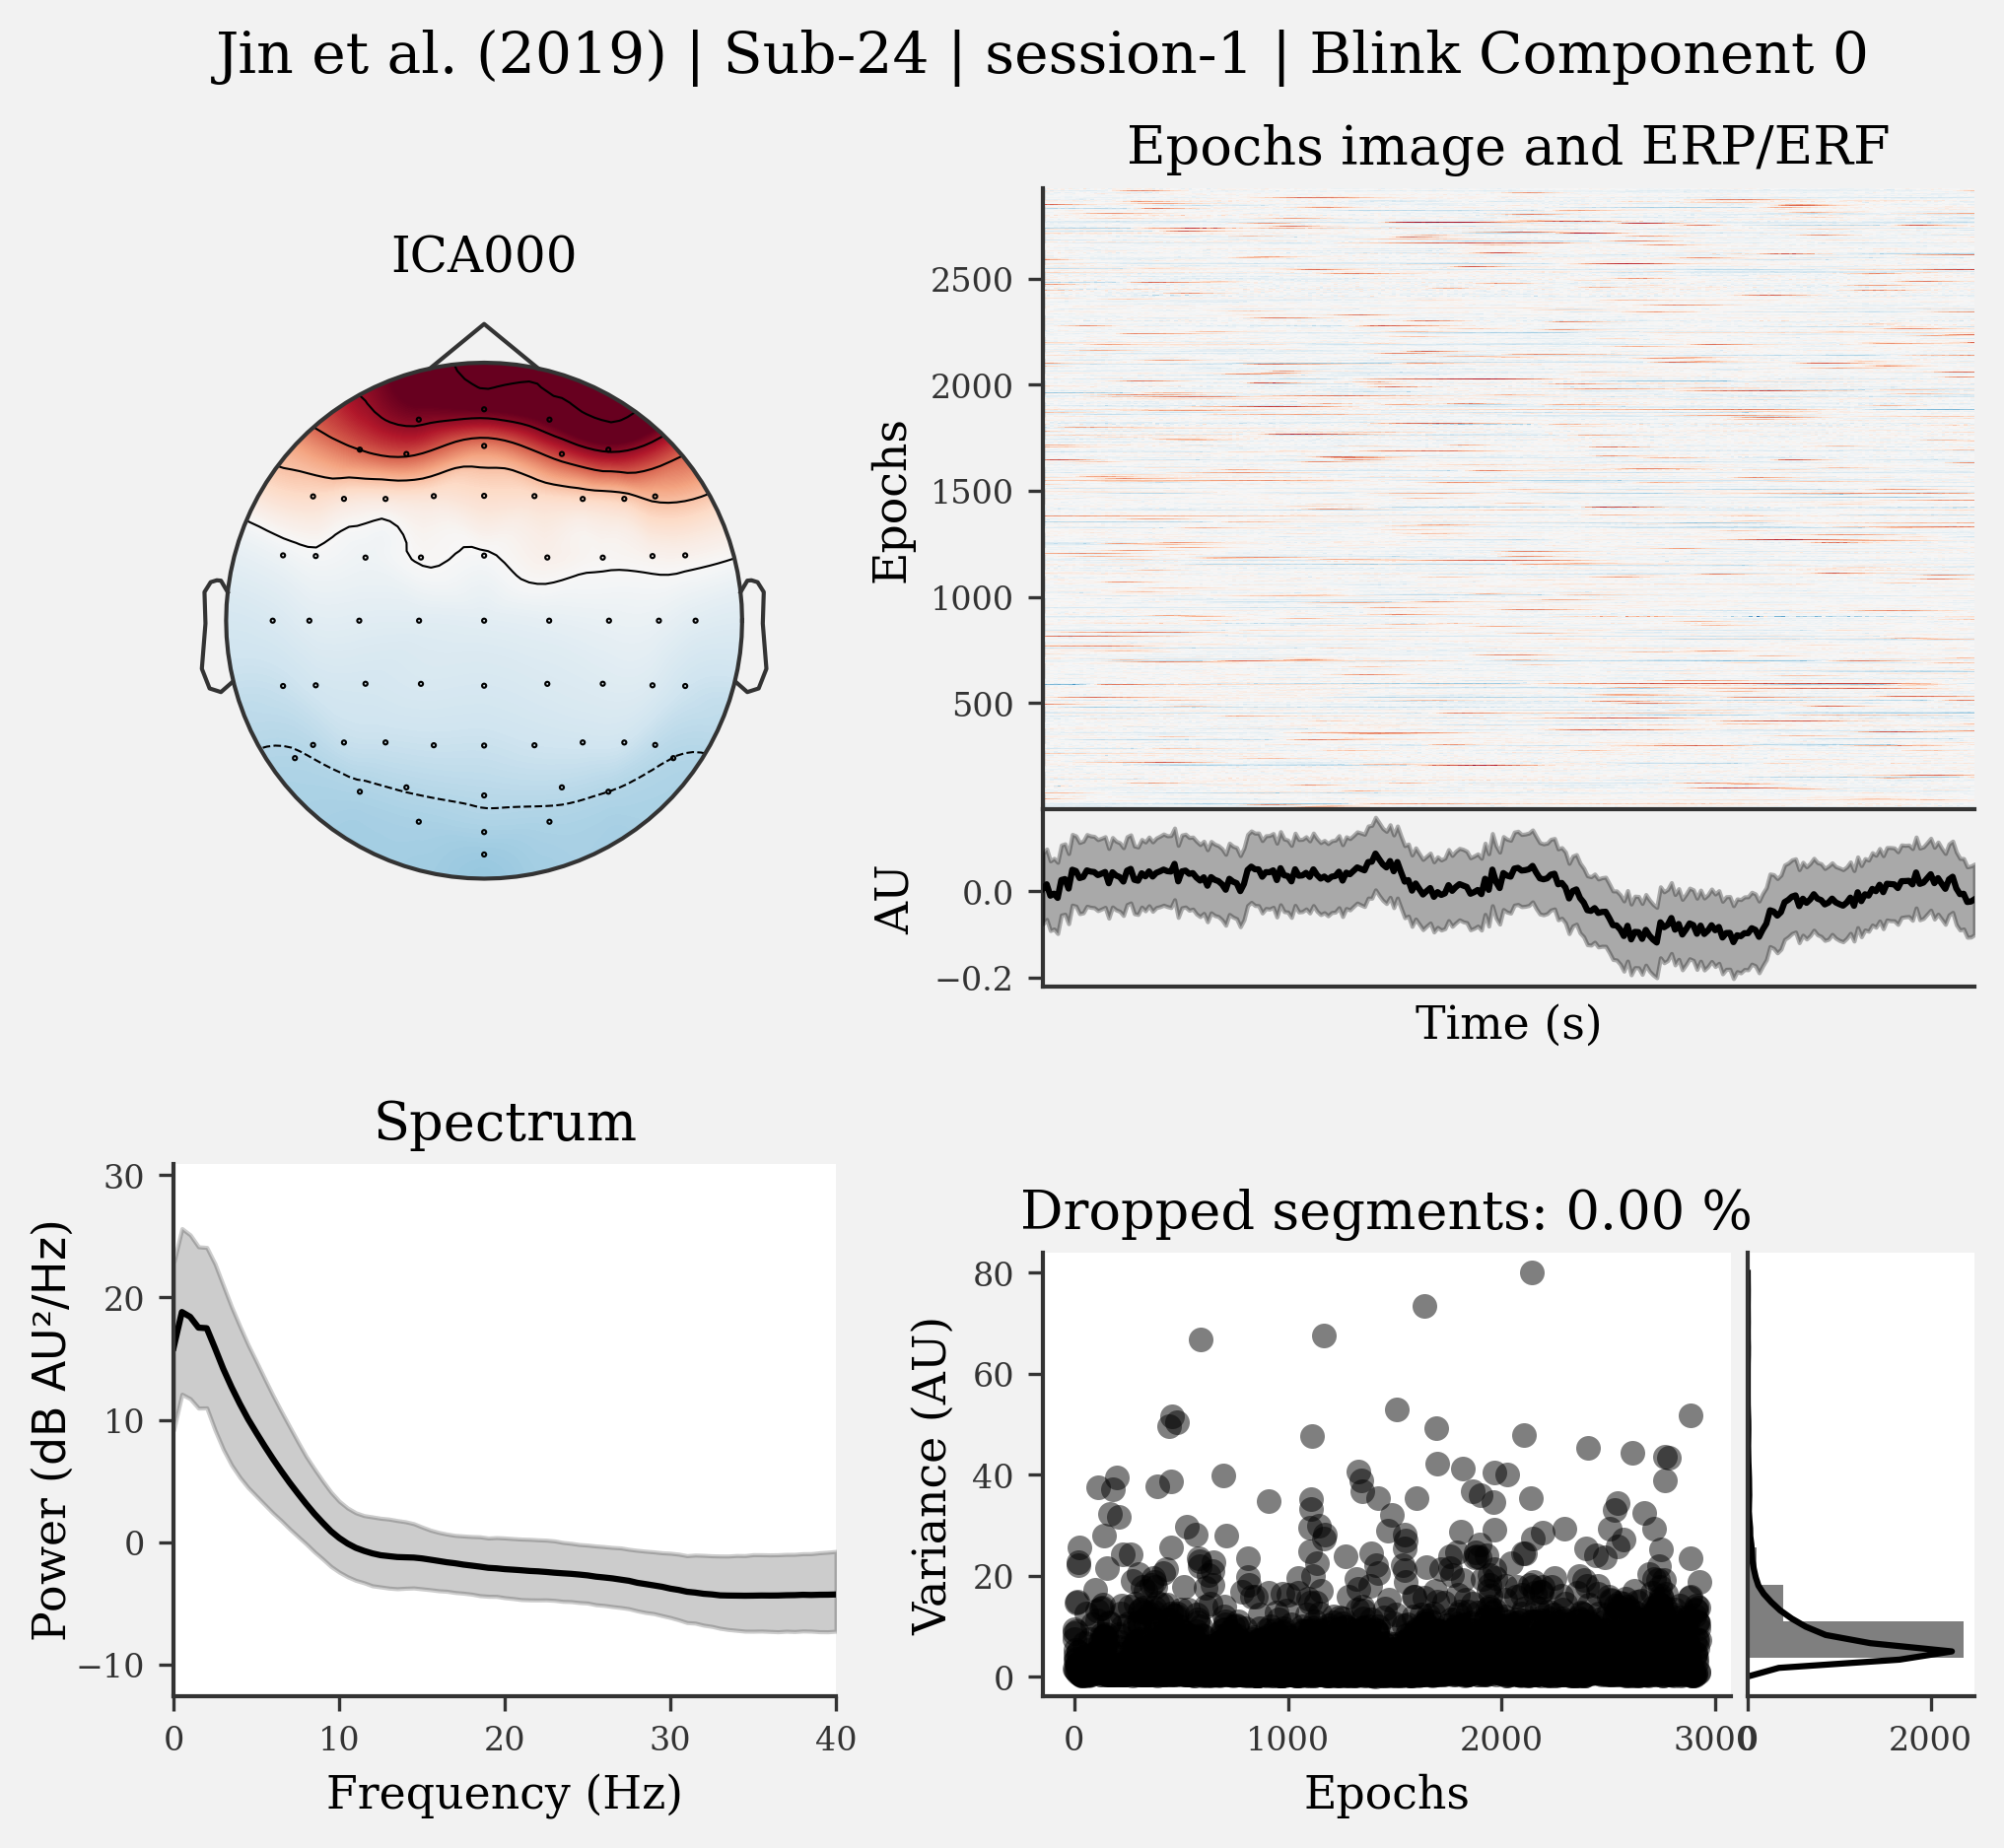 Jin et al. (2019) | Sub-24 | session-1 | Blink Component 0
ICA000
Epochs image and ERP/ERF
Epochs
2500
2000
1500
1000
500
AU
0.0
−0.2
Time (s)
Spectrum
Power (dB AU²/Hz)
30
20
10
0
−10
0 10 20 30 40
Frequency (Hz)
Dropped segments: 0.00 %
Variance (AU)
80
60
40
20
0
0 1000 2000 3000
Epochs
0 2000